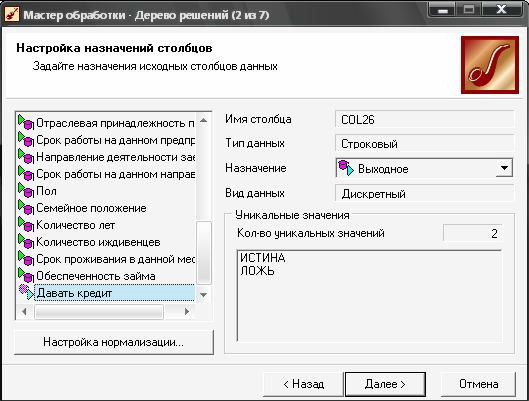 Мастер обработки - Дерево решений (2 из 7)
Настройка назначений столбцов
Задайте назначения исходных столбцов данных
Отраслевая принадлежность п
Срок работы на данном предпр
Направление деятельности зае
Срок работы на данном направ
Пол
Семейное положение
Количество лет
Количество иждивенцев
Срок проживания в данной мес
Обеспеченность займа
Давать кредит
Настройка нормализации...
Имя столбца COL26
Тип данных Строковый
Назначение Выходное
Вид данных Дискретный
Уникальные значения
Кол-во уникальных значений 2
ИСТИНА
ЛОЖЬ
< Назад Далее > Отмена